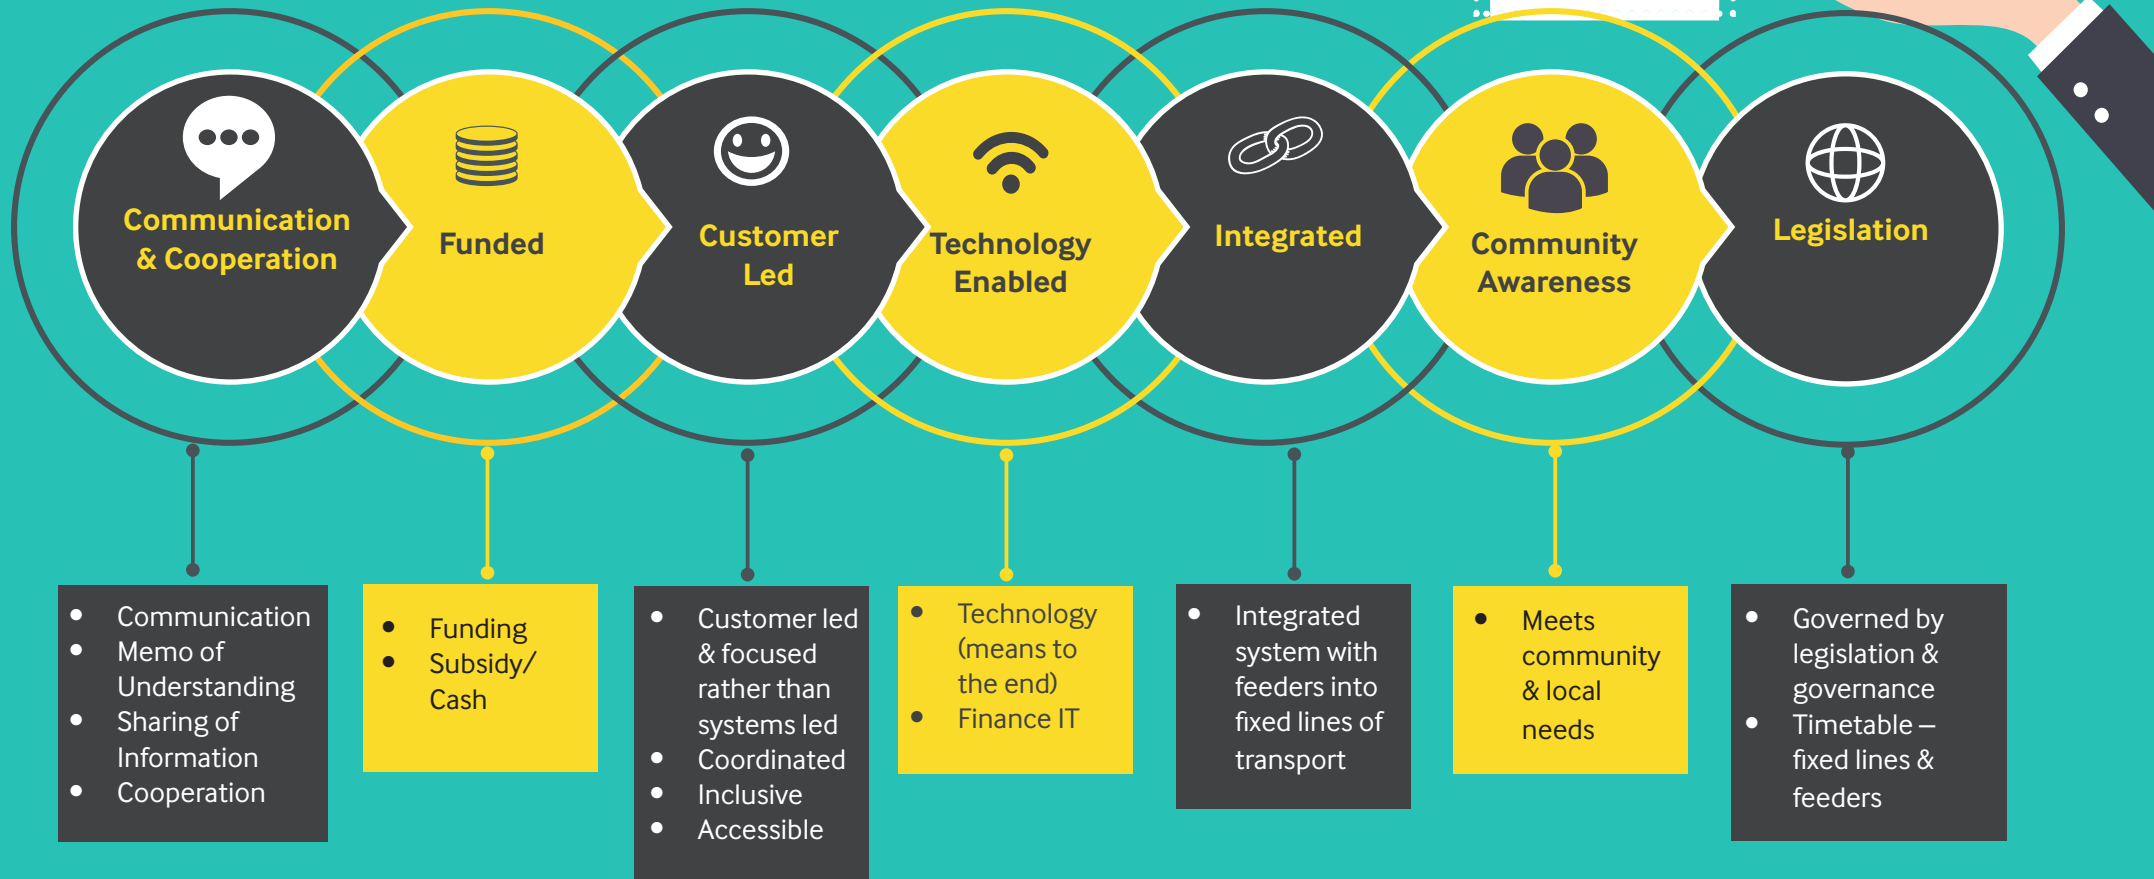 Communication
& Cooperation
Funded
Customer
Led
Technology
Enabled
Integrated
Community
Awareness
Legislation
• Communication
• Memo of
Understanding
• Sharing of
Information
• Cooperation
• Funding
• Subsidy/
Cash
• Customer led
& focused
rather than
systems led
• Coordinated
• Inclusive
• Accessible
• Technology
(means to
the end)
• Finance IT
• Integrated
system with
feeders into
fixed lines of
transport
• Meets
community
& local
needs
• Governed by
legislation &
governance
• Timetable –
fixed lines &
feeders